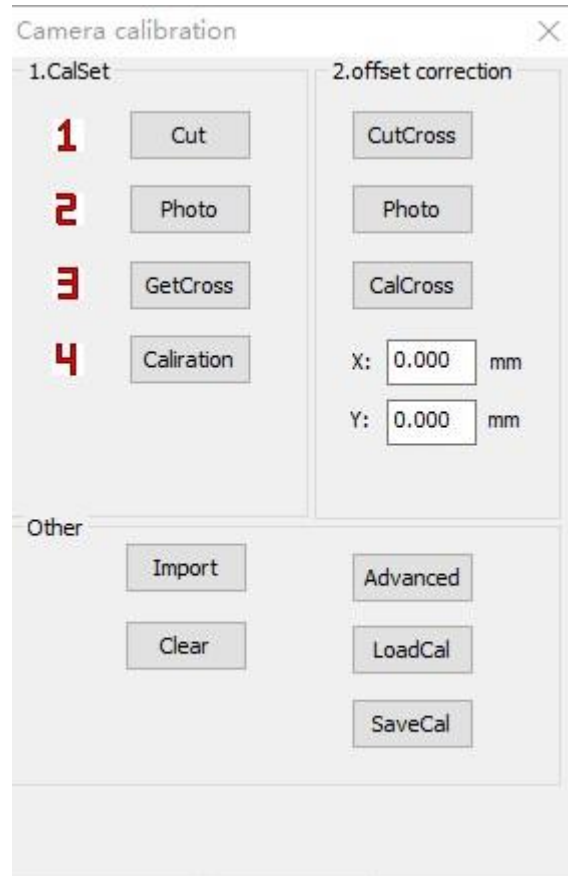 Camera calibration
1.CalSet
1 Cut
2 Photo
3 GetCross
4 Caliration
2.offset correction
CutCross
Photo
CalCross
X: 0.000 mm
Y: 0.000 mm
Other
Import
Clear
Advanced
LoadCal
SaveCal